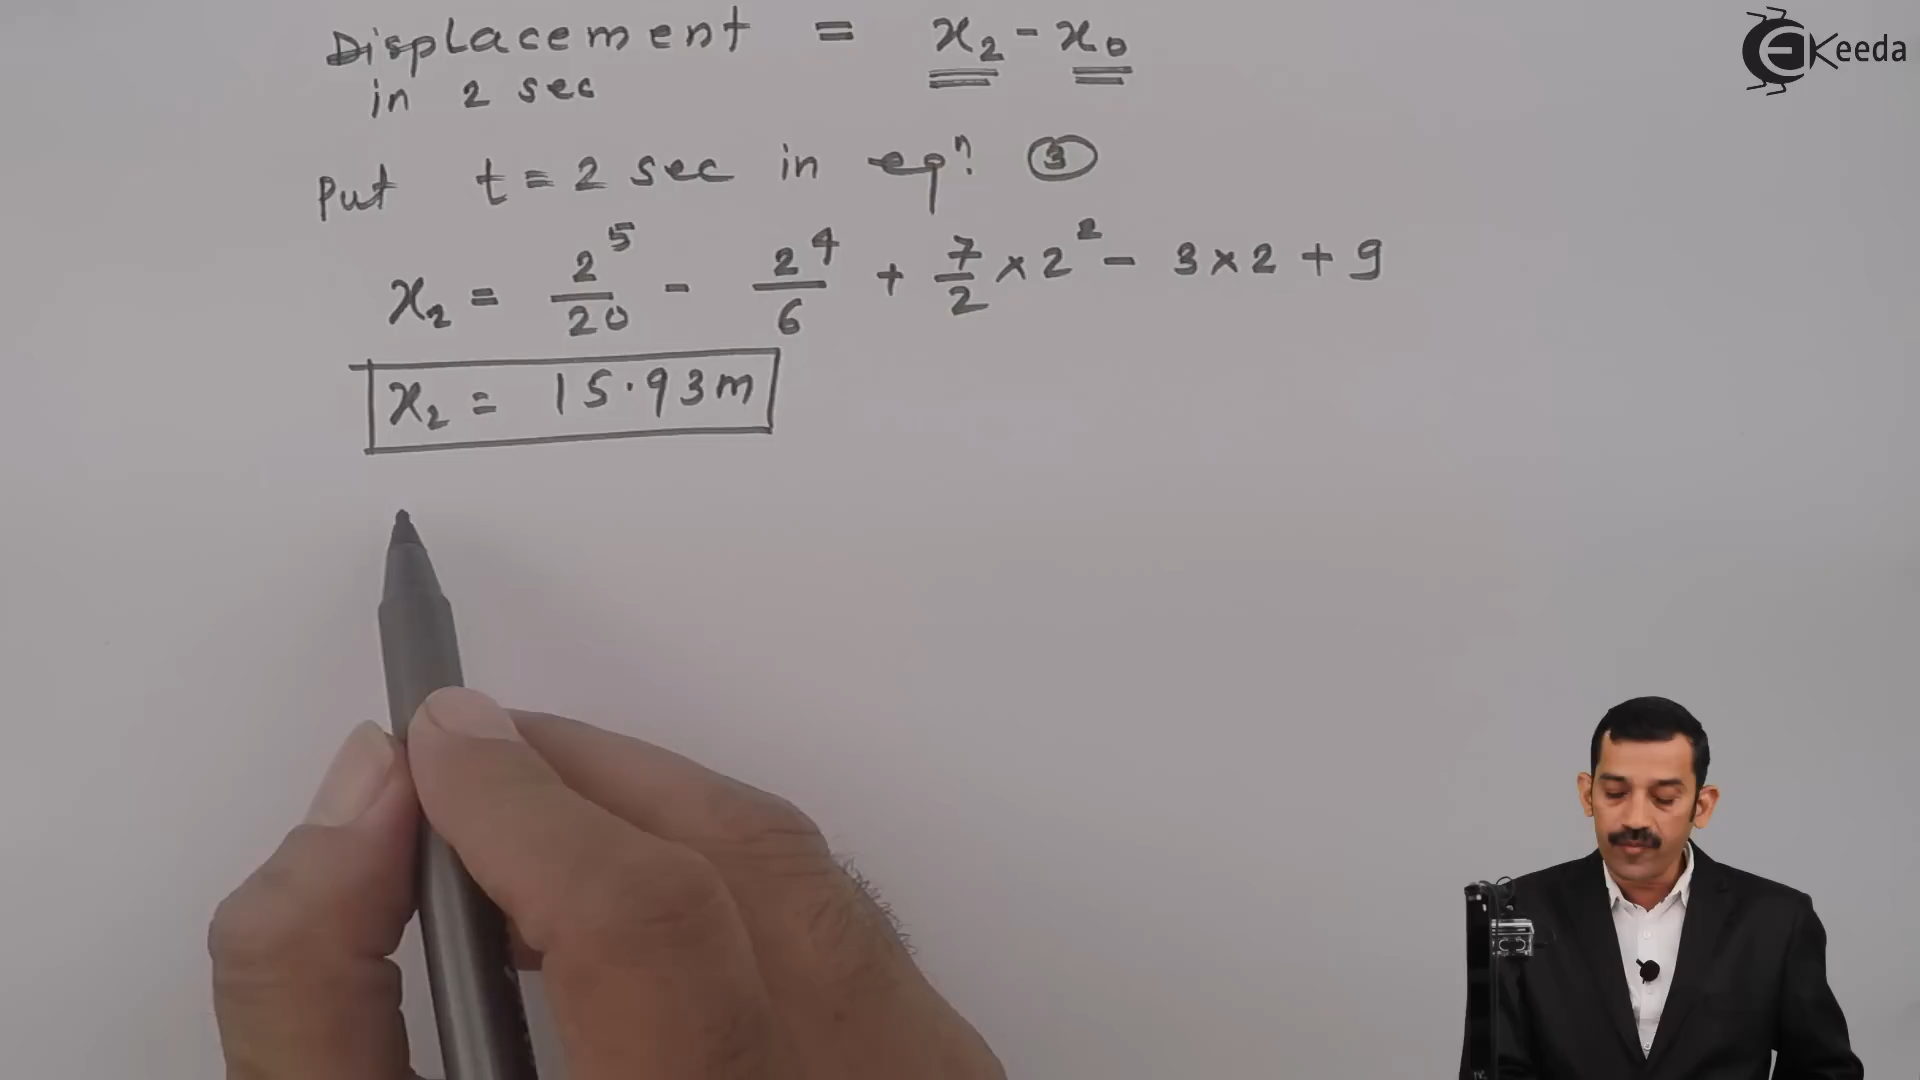 Displacement = x₂ - x₀
in 2 sec
Put t = 2 sec in eqⁿ. ③
x₂ = 2⁵/20 - 2⁴/6 + 7/2 × 2² - 3 × 2 + 9
x₂ = 15.93m
EKeeda